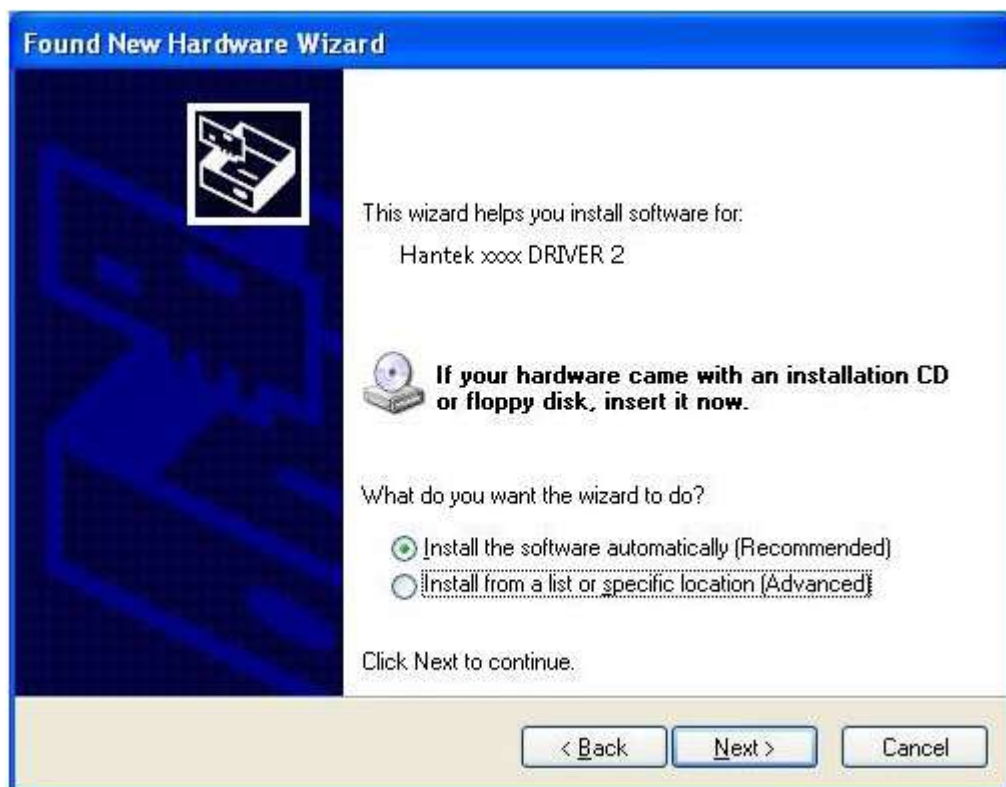 Found New Hardware Wizard
This wizard helps you install software for:
Hantek xxxx DRIVER 2
If your hardware came with an installation CD
or floppy disk, insert it now.
What do you want the wizard to do?
Install the software automatically (Recommended)
Install from a list or specific location (Advanced)
Click Next to continue.
< Back
Next >
Cancel